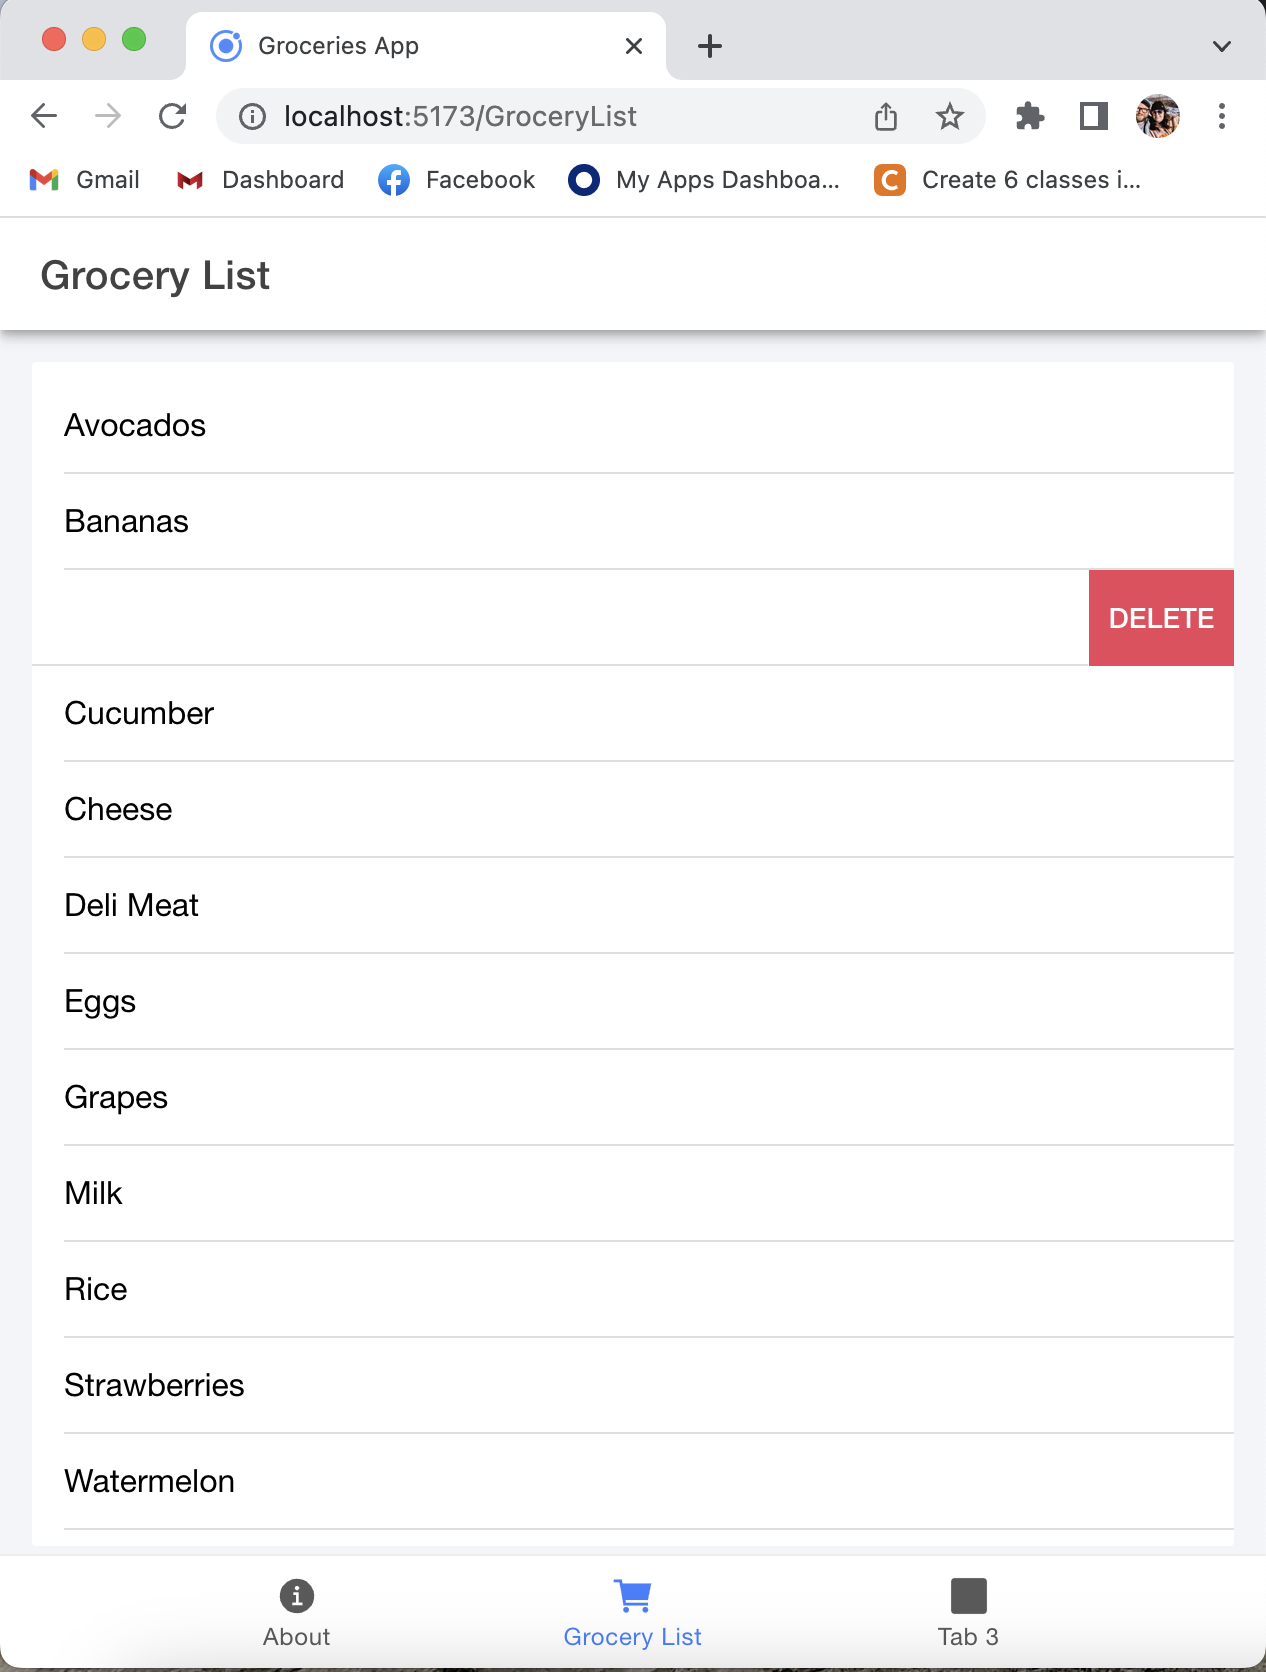 Groceries App
localhost:5173/GroceryList
Gmail Dashboard Facebook My Apps Dashboa... Create 6 classes i...
Grocery List
Avocados
Bananas
DELETE
Cucumber
Cheese
Deli Meat
Eggs
Grapes
Milk
Rice
Strawberries
Watermelon
About Grocery List Tab 3